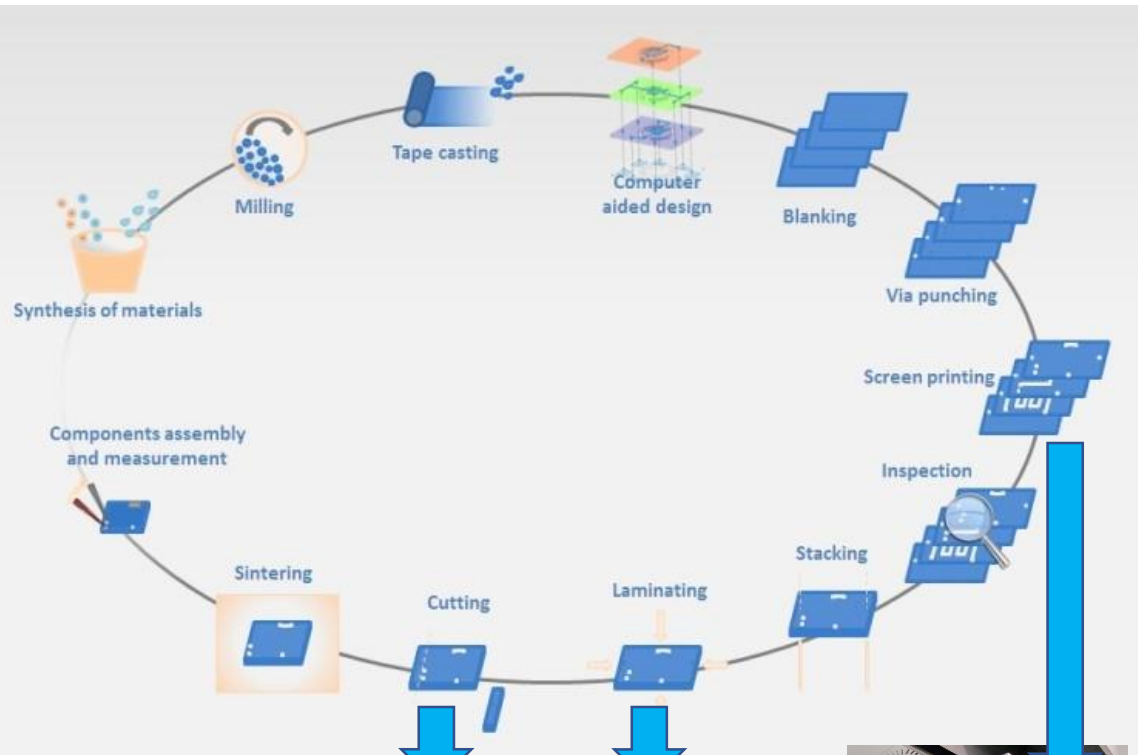 Tape casting
Computer
aided design
Milling
Blanking
Synthesis of materials
Via punching
Screen printing
Components assembly
and measurement
Inspection
Stacking
Sintering
Cutting
Laminating